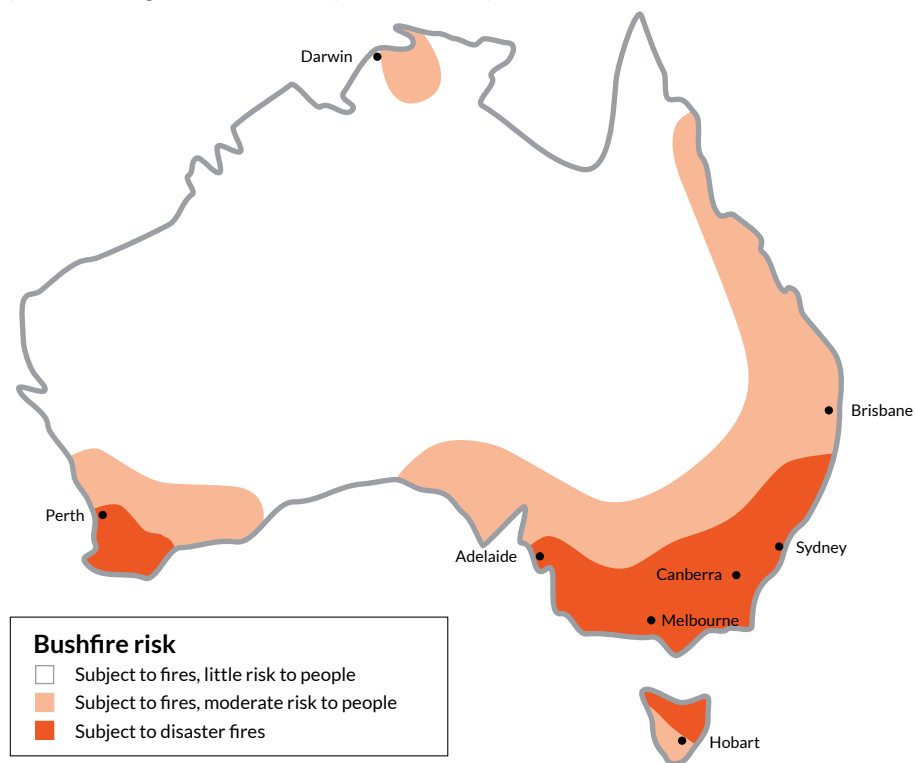 Darwin
Brisbane
Perth
Adelaide
Sydney
Canberra
Melbourne
Bushfire risk
Subject to fires, little risk to people
Subject to fires, moderate risk to people
Subject to disaster fires
Hobart